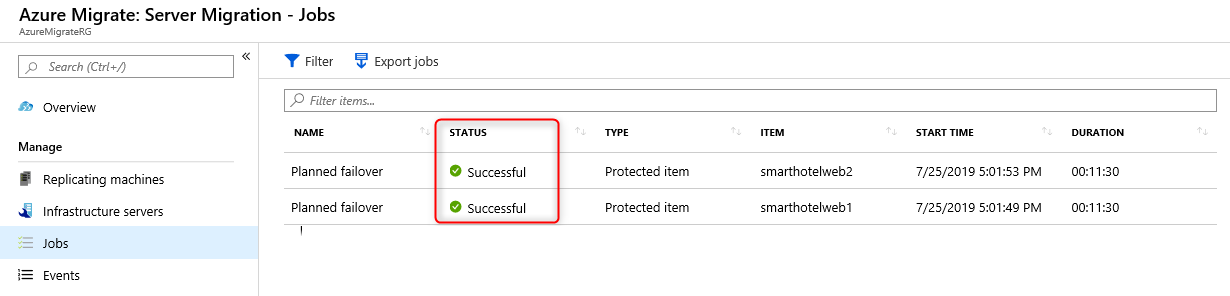 Azure Migrate: Server Migration - Jobs
AzureMigrateRG
Search (Ctrl+/)
«
Filter
Export jobs
Overview
Filter items...
NAME STATUS TYPE ITEM START TIME DURATION
Manage
Planned failover Successful Protected item smarthotelweb2 7/25/2019 5:01:53 PM 00:11:30
Replicating machines
Planned failover Successful Protected item smarthotelweb1 7/25/2019 5:01:49 PM 00:11:30
Infrastructure servers
Jobs
Events